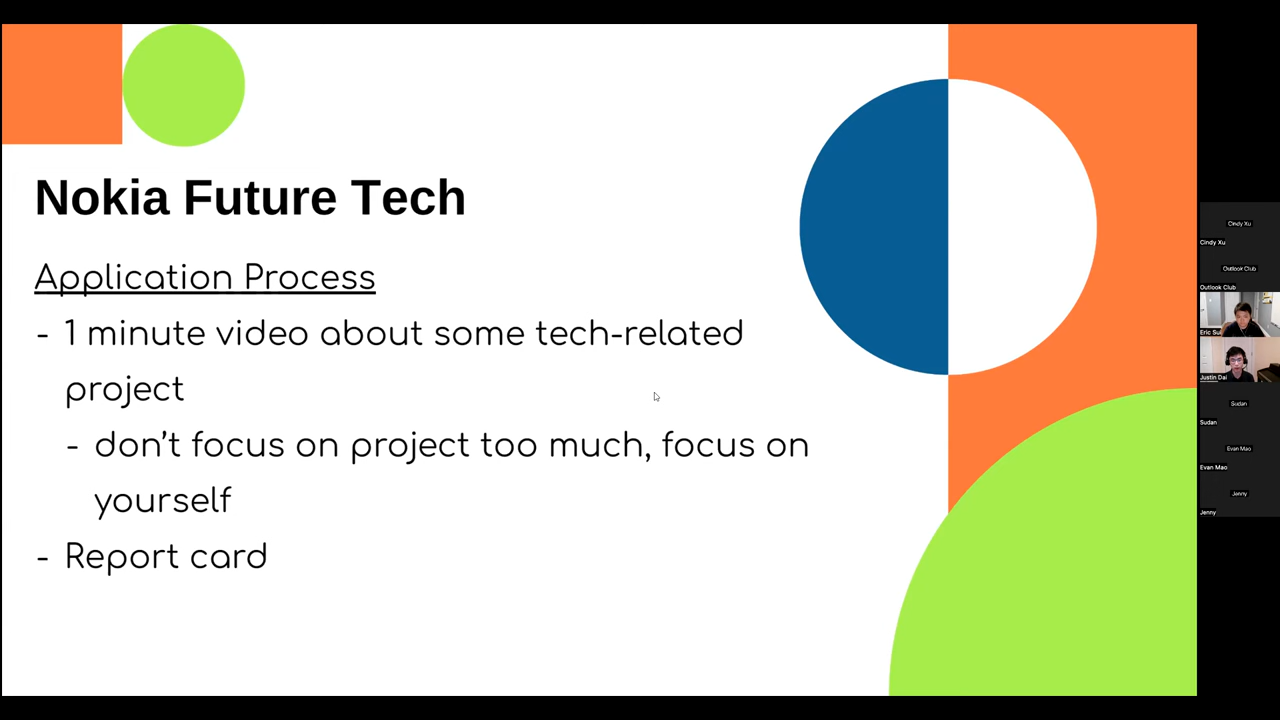 Nokia Future Tech
Application Process
- 1 minute video about some tech-related
project
- don't focus on project too much, focus on
yourself
- Report card
Cindy Xu
Cindy Xu
Outlook Club
Outlook Club
Eric Sui
Justin Dai
Sudan
Sudan
Evan Mao
Evan Mao
Jenny
Jenny